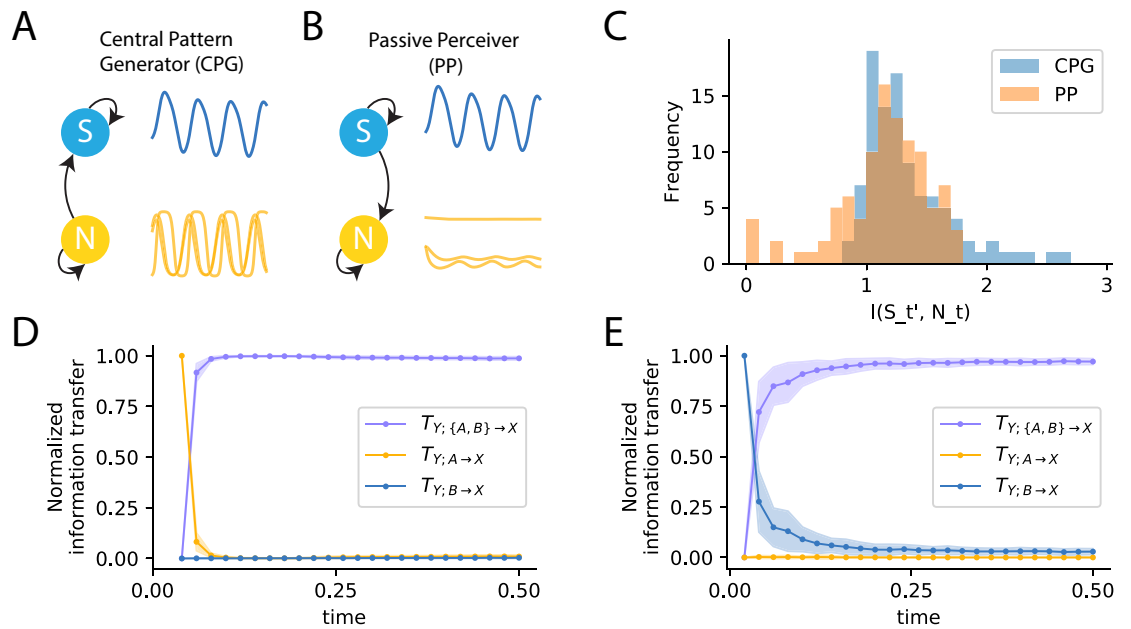 A
Central Pattern
Generator (CPG)
S
N
B
Passive Perceiver
(PP)
S
N
C
CPG
PP
Frequency
15
10
5
0
0
1
2
3
I(S_t', N_t)
D
Normalized
information transfer
1.00
0.75
0.50
0.25
0.00
T_{Y; {A, B} → X}
T_{Y; A → X}
T_{Y; B → X}
0.00
0.25
0.50
time
E
Normalized
information transfer
1.00
0.75
0.50
0.25
0.00
T_{Y; {A, B} → X}
T_{Y; A → X}
T_{Y; B → X}
0.00
0.25
0.50
time